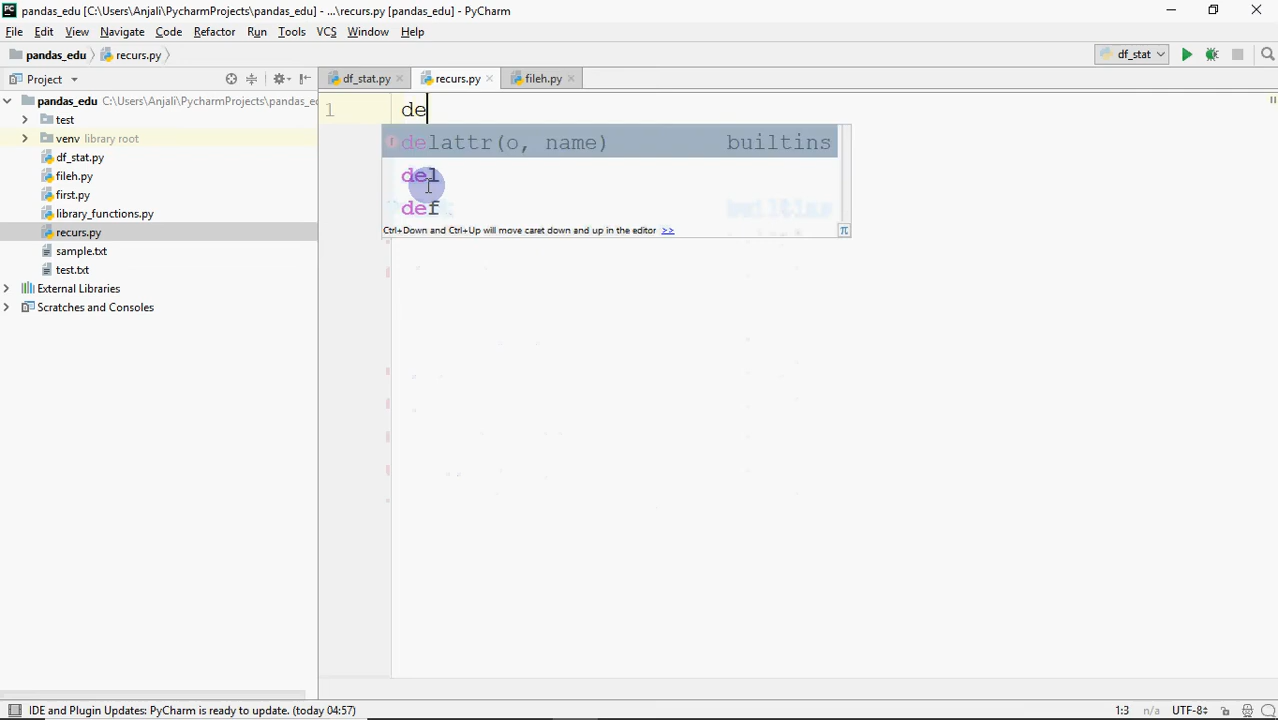 pandas_edu [C:\Users\Anjali\PycharmProjects\pandas_edu] - ...\recurs.py [pandas_edu] - PyCharm
File Edit View Navigate Code Refactor Run Tools VCS Window Help
pandas_edu recurs.py df_stat
Project df_stat.py recurs.py fileh.py
pandas_edu C:\Users\Anjali\PycharmProjects\pandas_ed
1 de
test
venv library root
df_stat.py
fileh.py
first.py
library_functions.py
recurs.py
sample.txt
test.txt
External Libraries
Scratches and Consoles
delattr(o, name) builtins
del
def
Ctrl+Down and Ctrl+Up will move caret down and up in the editor >>
π
IDE and Plugin Updates: PyCharm is ready to update. (today 04:57) 1:3 n/a UTF-8